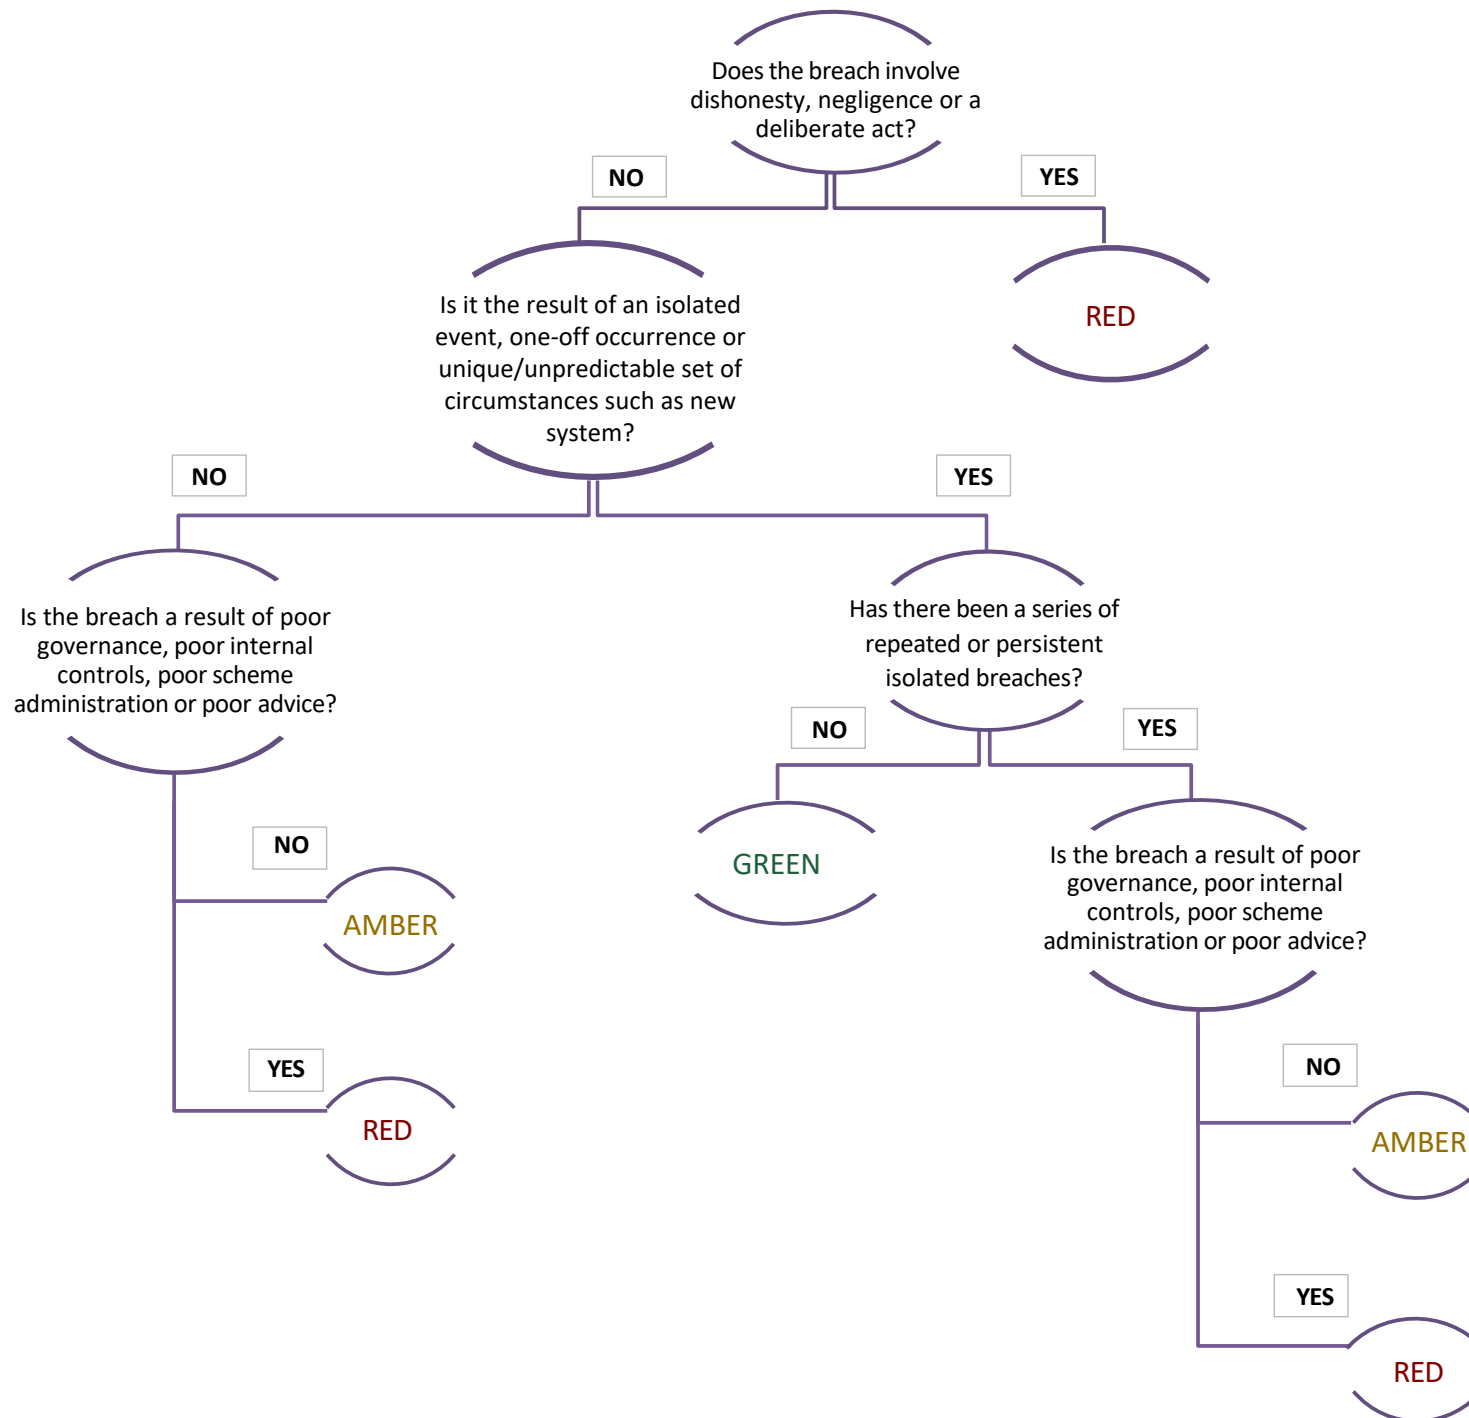 Does the breach involve
dishonesty, negligence or a
deliberate act?
NO
YES
Is it the result of an isolated
event, one-off occurrence or
unique/unpredictable set of
circumstances such as new
system?
RED
NO
YES
Is the breach a result of poor
governance, poor internal
controls, poor scheme
administration or poor advice?
Has there been a series of
repeated or persistent
isolated breaches?
NO
YES
NO
AMBER
GREEN
Is the breach a result of poor
governance, poor internal
controls, poor scheme
administration or poor advice?
YES
RED
NO
AMBER
YES
RED